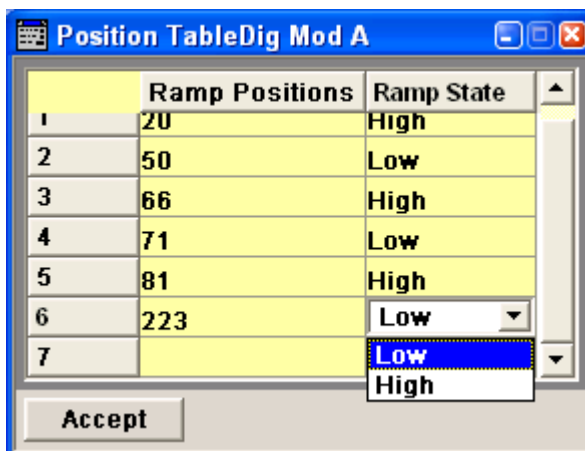 Position TableDig Mod A
Ramp Positions Ramp State
1 20 High
2 50 Low
3 66 High
4 71 Low
5 81 High
6 223 Low
7 Low
High
Accept